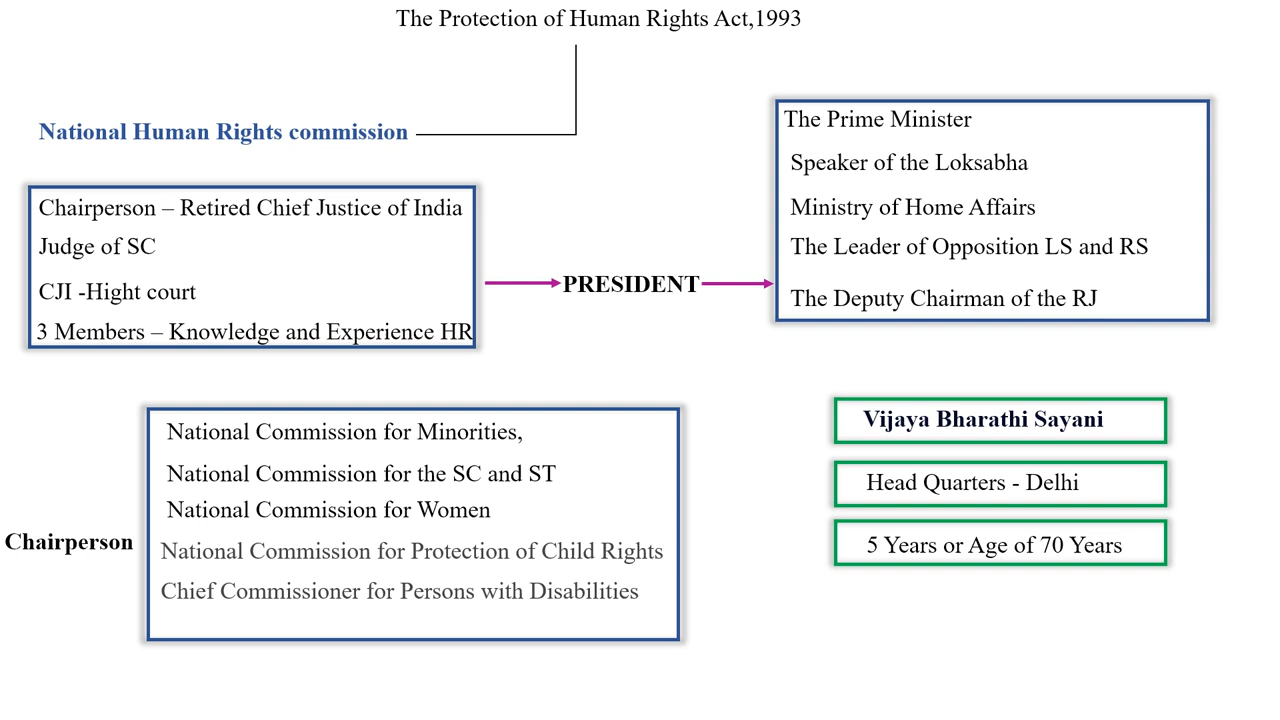 The Protection of Human Rights Act,1993
National Human Rights commission
Chairperson – Retired Chief Justice of India
Judge of SC
CJI -Hight court
3 Members – Knowledge and Experience HR
PRESIDENT
The Prime Minister
Speaker of the Loksabha
Ministry of Home Affairs
The Leader of Opposition LS and RS
The Deputy Chairman of the RJ
Chairperson
National Commission for Minorities,
National Commission for the SC and ST
National Commission for Women
National Commission for Protection of Child Rights
Chief Commissioner for Persons with Disabilities
Vijaya Bharathi Sayani
Head Quarters - Delhi
5 Years or Age of 70 Years